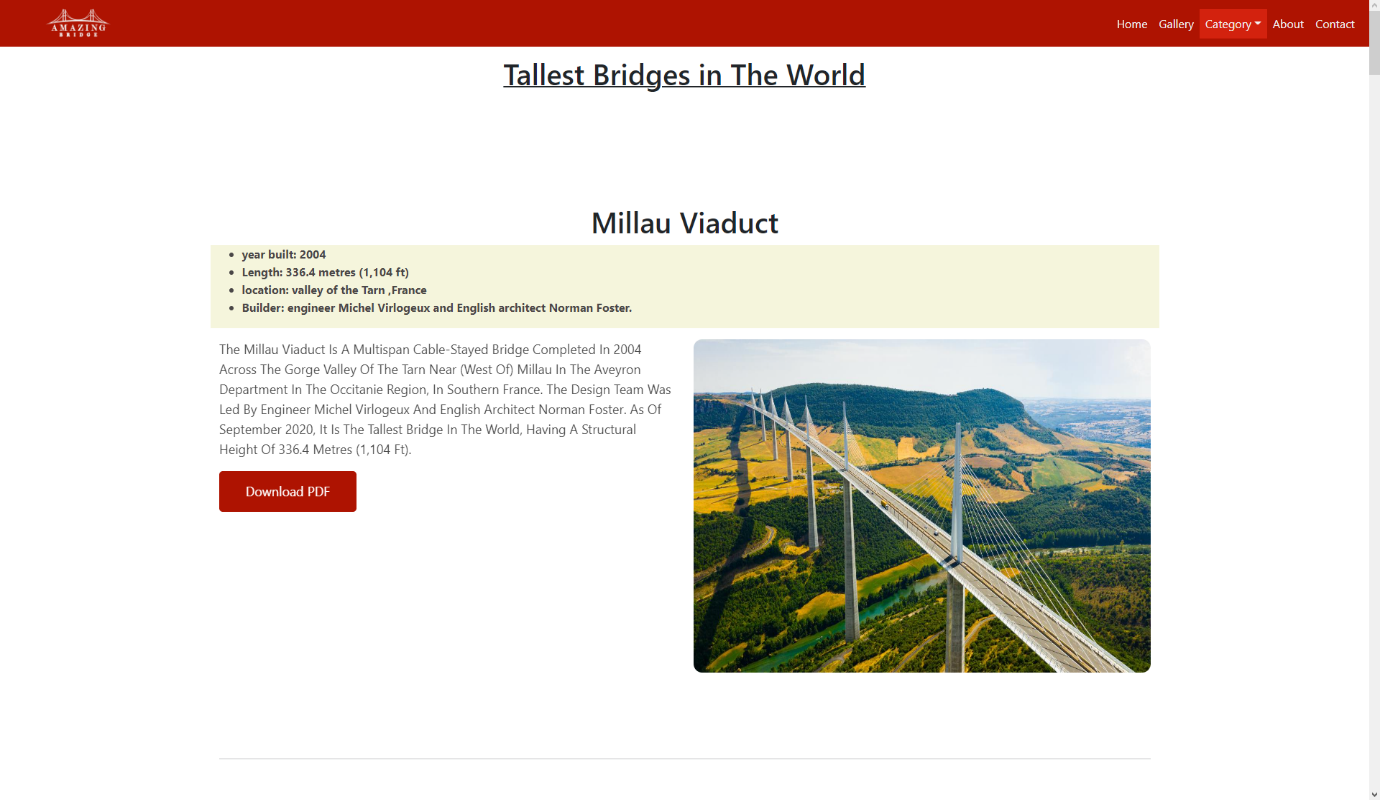 AMAZING
BRIDGE
Home Gallery Category About Contact
Tallest Bridges in The World
Millau Viaduct
year built: 2004
Length: 336.4 metres (1,104 ft)
location: valley of the Tarn ,France
Builder: engineer Michel Virlogeux and English architect Norman Foster.
The Millau Viaduct Is A Multispan Cable-Stayed Bridge Completed In 2004
Across The Gorge Valley Of The Tarn Near (West Of) Millau In The Aveyron
Department In The Occitanie Region, In Southern France. The Design Team Was
Led By Engineer Michel Virlogeux And English Architect Norman Foster. As Of
September 2020, It Is The Tallest Bridge In The World, Having A Structural
Height Of 336.4 Metres (1,104 Ft).
Download PDF